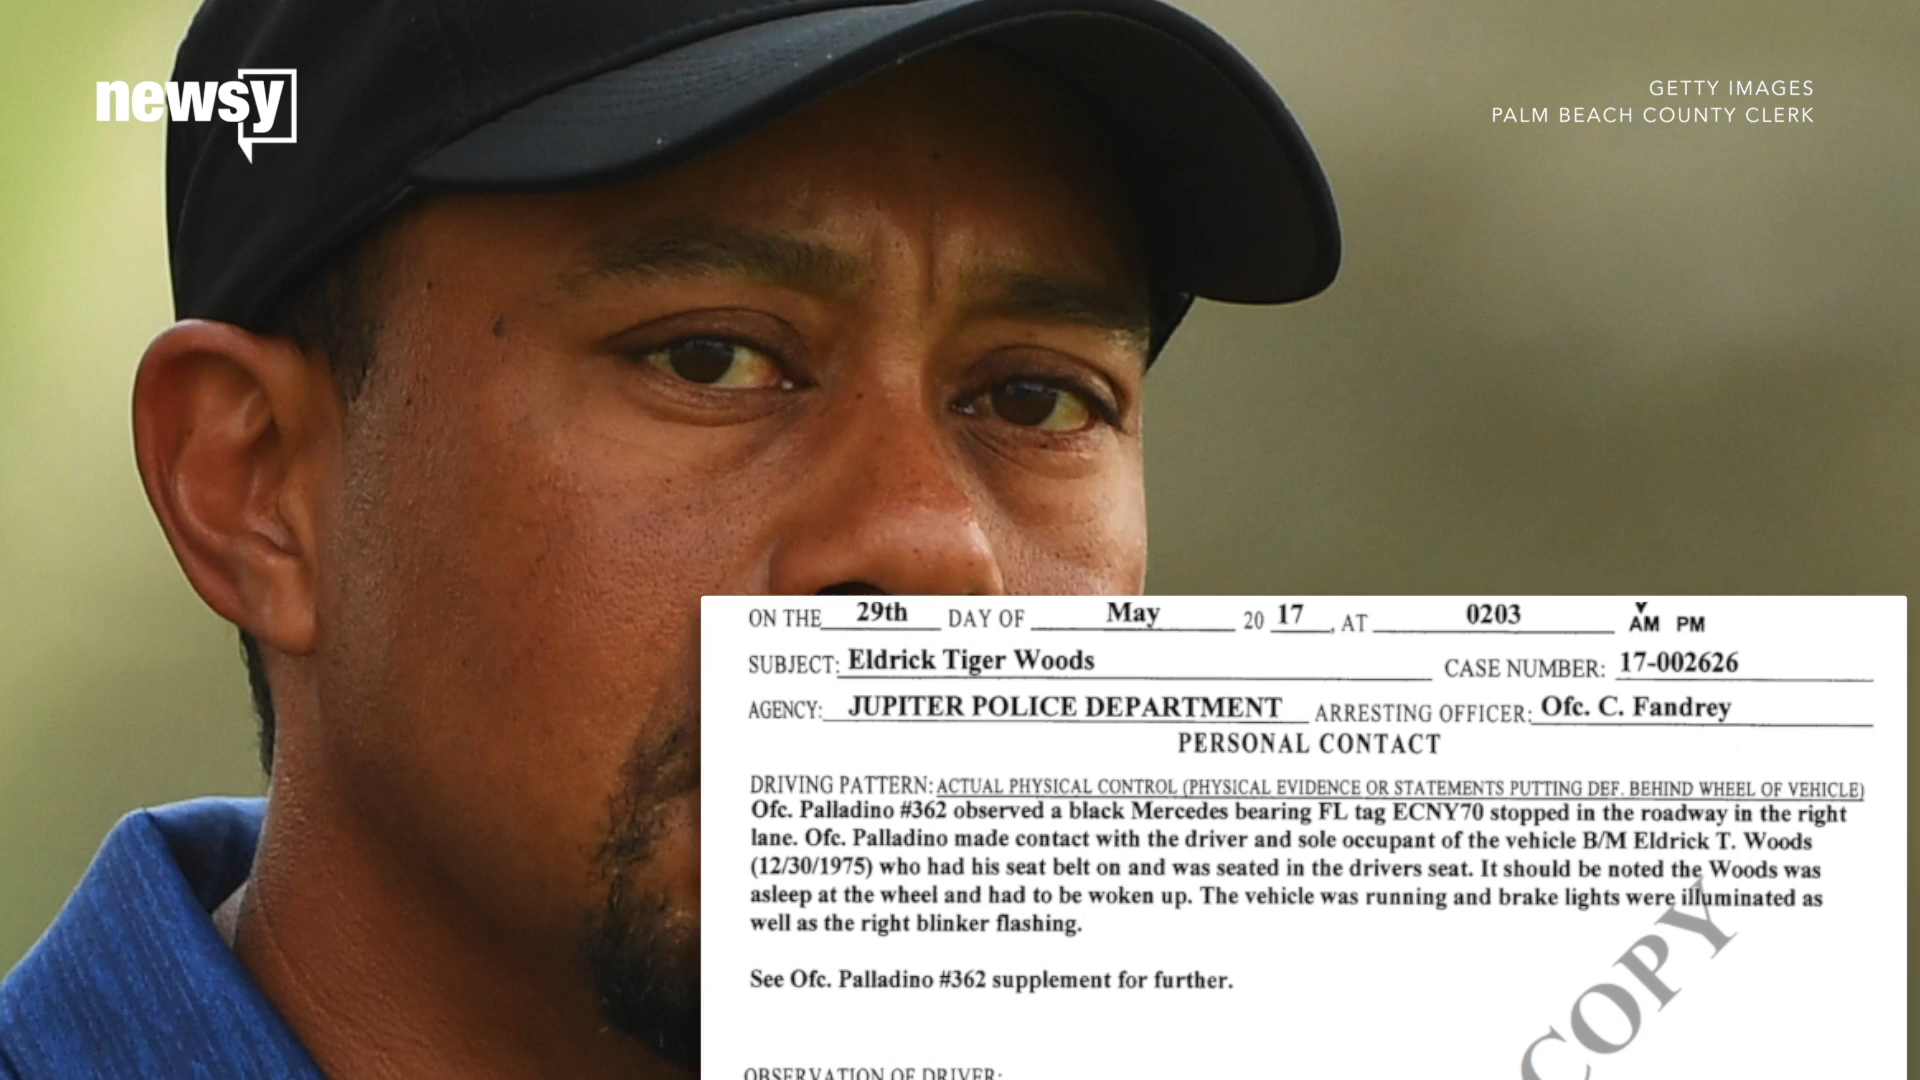 newsy
GETTY IMAGES
PALM BEACH COUNTY CLERK
ON THE 29th DAY OF May 20 17, AT 0203 AM PM
SUBJECT: Eldrick Tiger Woods CASE NUMBER: 17-002626
AGENCY: JUPITER POLICE DEPARTMENT ARRESTING OFFICER: Ofc. C. Fandrey
PERSONAL CONTACT
DRIVING PATTERN: ACTUAL PHYSICAL CONTROL (PHYSICAL EVIDENCE OR STATEMENTS PUTTING DEF. BEHIND WHEEL OF VEHICLE)
Ofc. Palladino #362 observed a black Mercedes bearing FL tag ECNY70 stopped in the roadway in the right
lane. Ofc. Palladino made contact with the driver and sole occupant of the vehicle B/M Eldrick T. Woods
(12/30/1975) who had his seat belt on and was seated in the drivers seat. It should be noted the Woods was
asleep at the wheel and had to be woken up. The vehicle was running and brake lights were illuminated as
well as the right blinker flashing.
See Ofc. Palladino #362 supplement for further.
COPY
OBSERVATION OF DRIVER: